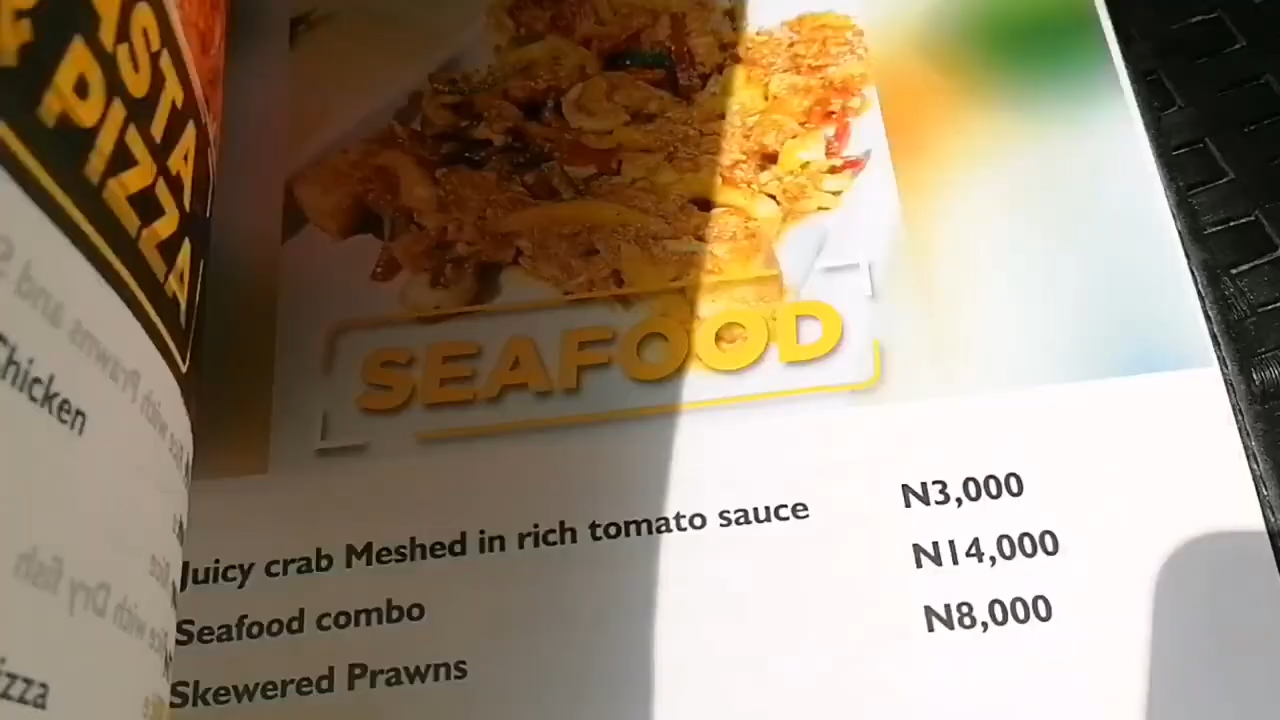 PASTA
& PIZZA
Chicken
izza
SEAFOOD
Juicy crab Meshed in rich tomato sauce N3,000
Seafood combo N14,000
Skewered Prawns N8,000